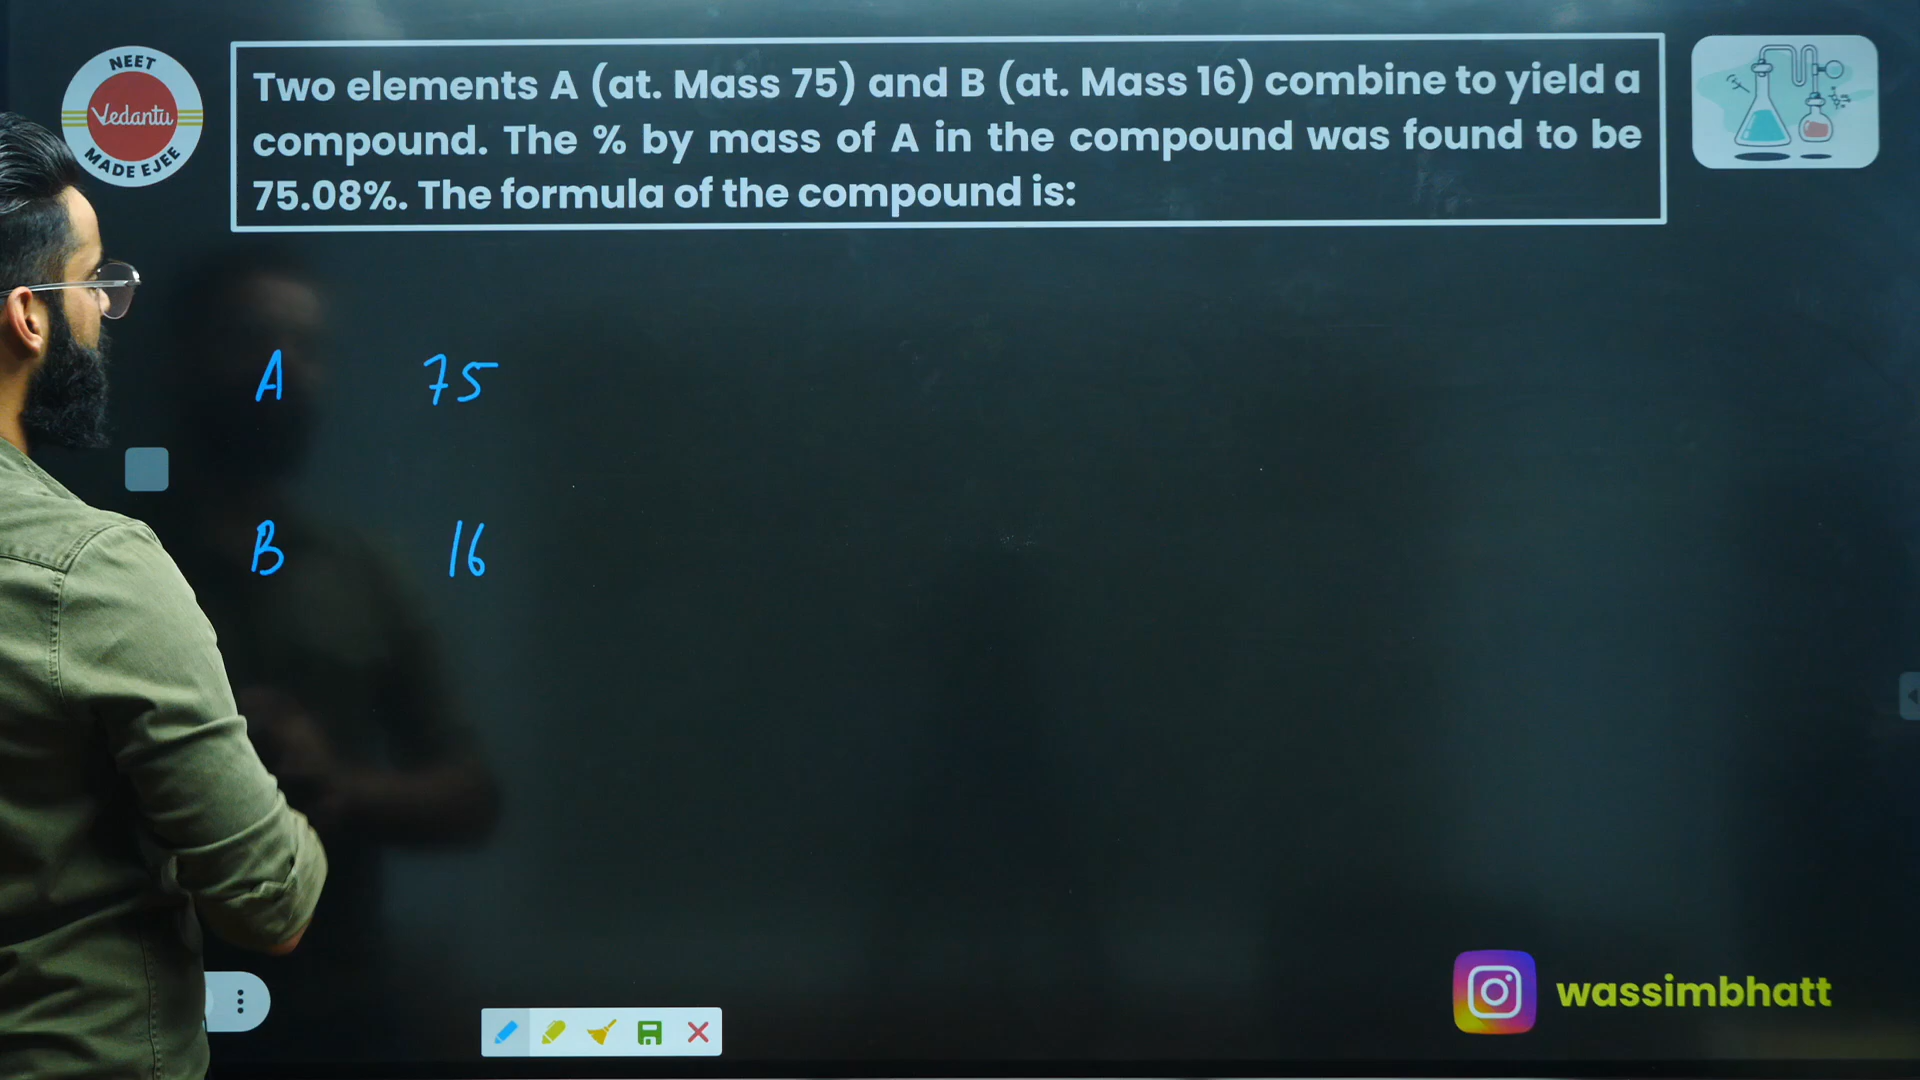 NEET
Vedantu
MADE EJEE
Two elements A (at. Mass 75) and B (at. Mass 16) combine to yield a
compound. The % by mass of A in the compound was found to be
75.08%. The formula of the compound is:
A 75
B 16
wassimbhatt